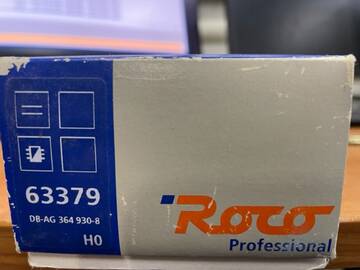 63379
DB-AG 364 930-8
H0
Roco
Professional